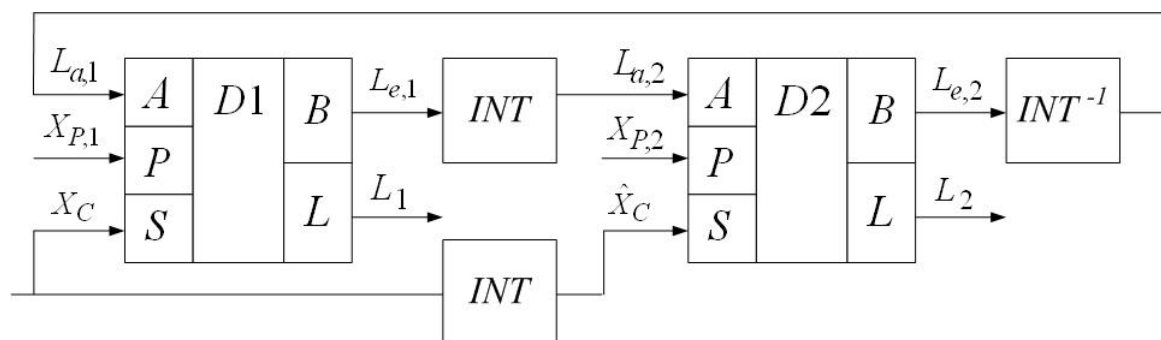 L_{a,1} A D1 B L_{e,1} INT L_{a,2} A D2 B L_{e,2} INT^{-1}
X_{P,1} P X_{P,2} P
X_C S L L_1 X̂_C S L L_2
INT